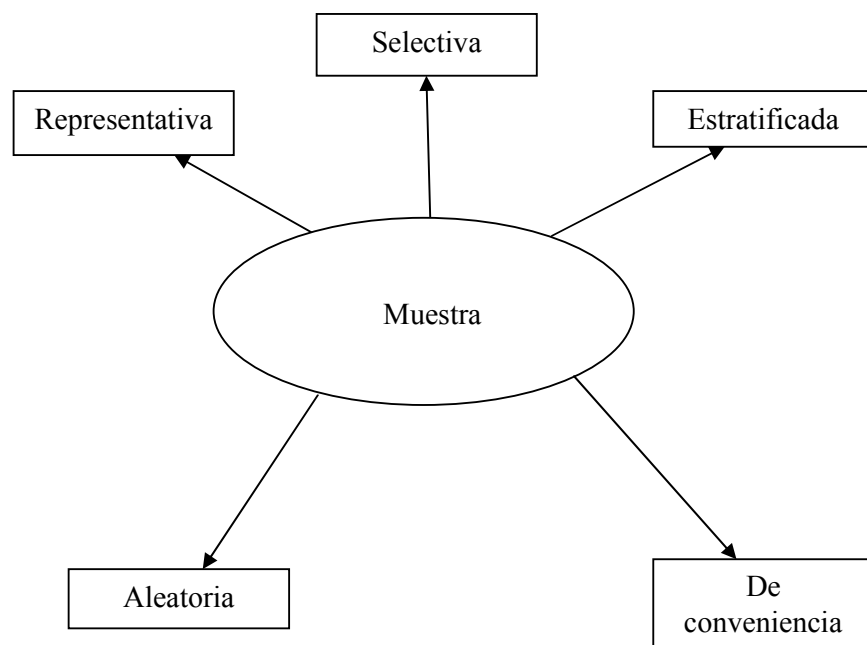 Selectiva
Representativa
Estratificada
Muestra
Aleatoria
De
conveniencia